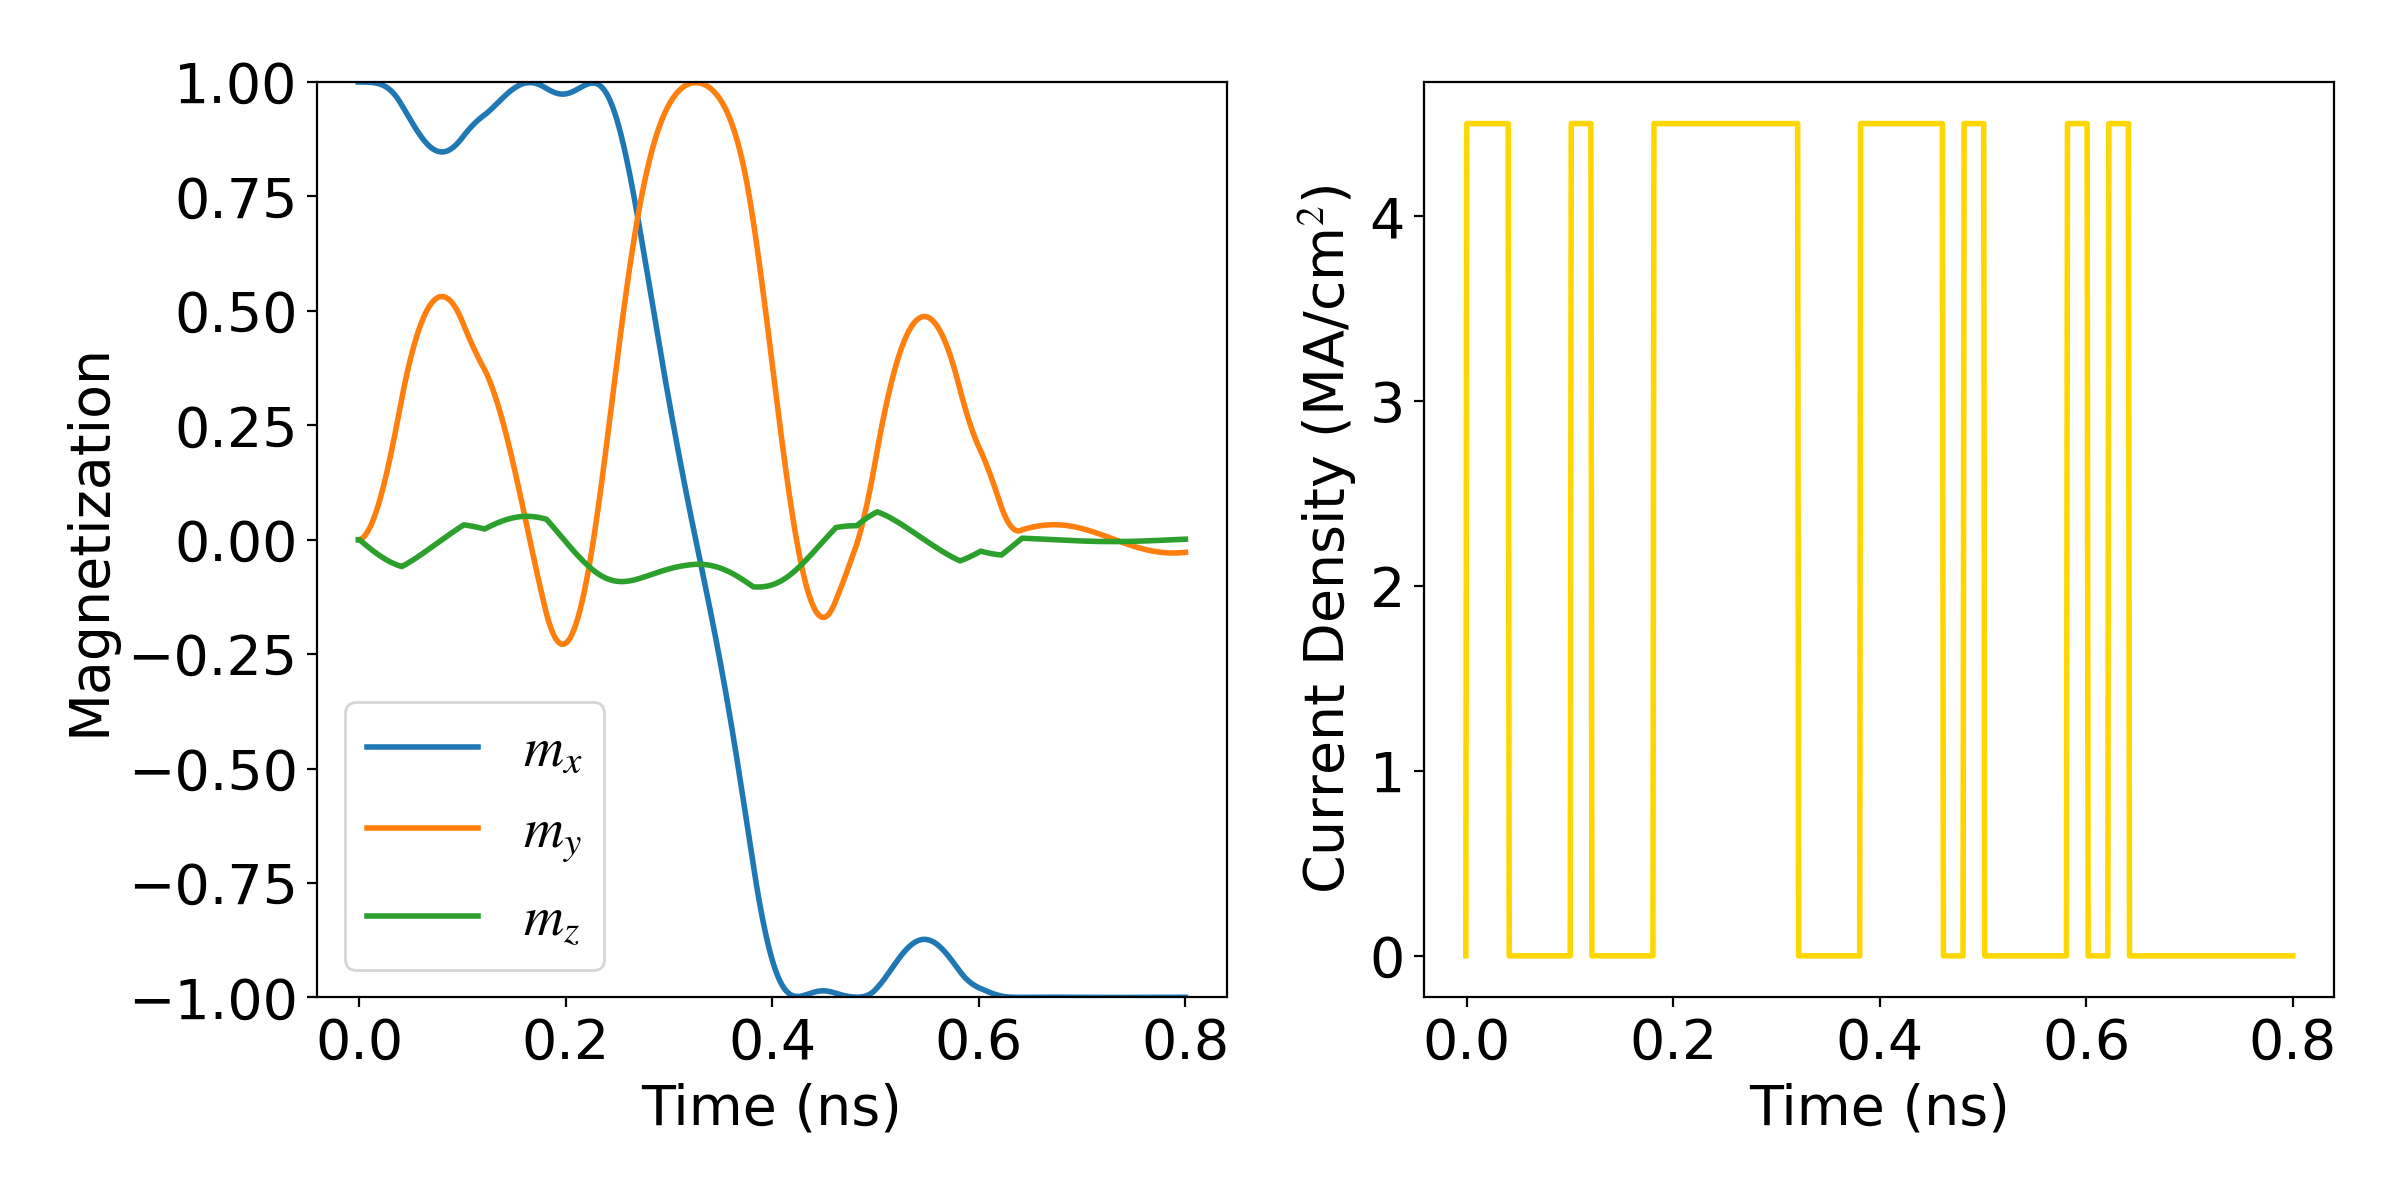 1.00
0.75
0.50
0.25
0.00
−0.25
−0.50
−0.75
−1.00
Magnetization
0.0 0.2 0.4 0.6 0.8
Time (ns)
m_x
m_y
m_z
4
3
2
1
0
Current Density (MA/cm²)
0.0 0.2 0.4 0.6 0.8
Time (ns)